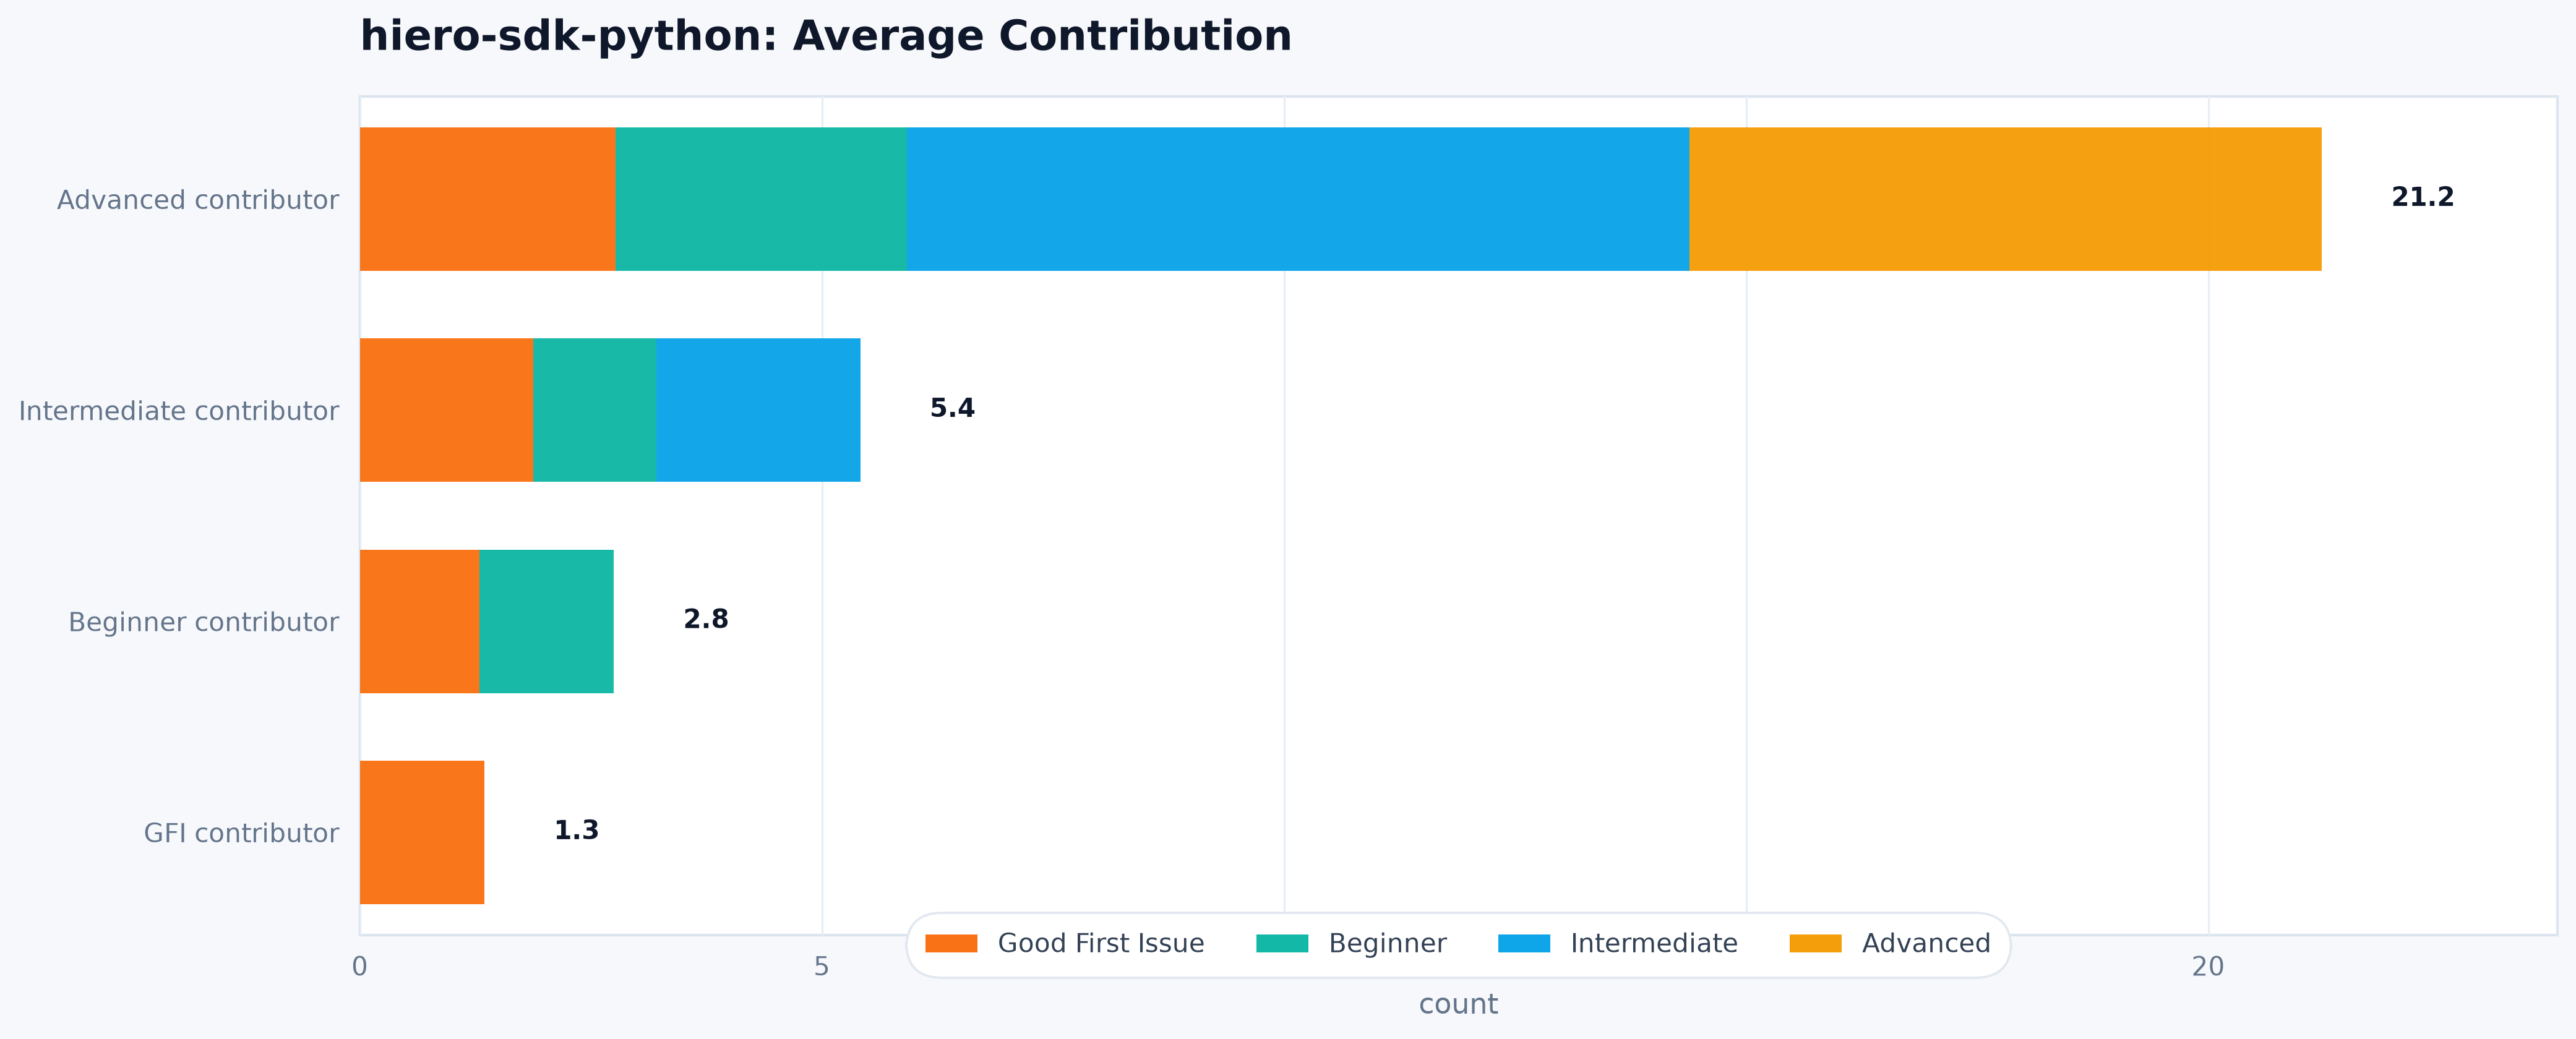 hiero-sdk-python: Average Contribution
Advanced contributor
21.2
Intermediate contributor
5.4
Beginner contributor
2.8
GFI contributor
1.3
Good First Issue Beginner Intermediate Advanced
0 5 20
count